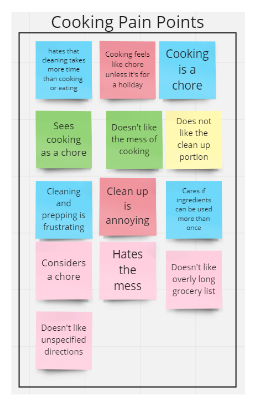 Cooking Pain Points
hates that
cleaning takes
more time
than cooking
or eating
Cooking feels
like chore
unless it's for
a holiday
Cooking
is a
chore
Sees
cooking
as a chore
Doesn't like
the mess of
cooking
Does not
like the
clean up
portion
Cleaning
and
prepping is
frustrating
Clean up
is
annoying
Cares if
ingredients
can be used
more than
once
Considers
a chore
Hates
the
mess
Doesn't like
overly long
grocery list
Doesn't like
unspecified
directions